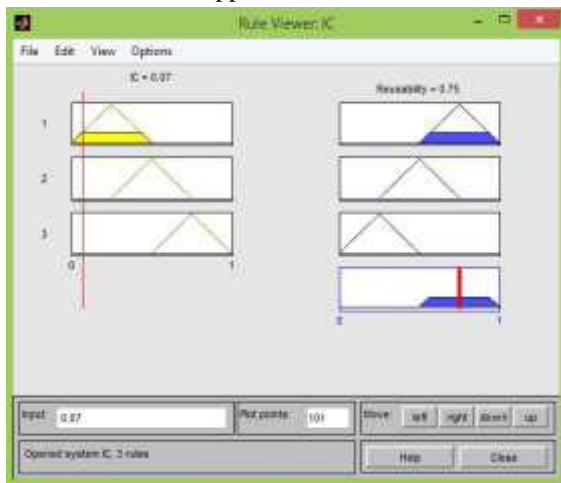 Rule Viewer: IC
File Edit View Options
IC = 0.07
Reusability = 0.75
1
2
3
0 1
0 1
Input: 0.07 Plot points: 101 Move: left right down up
Opened system IC, 3 rules Help Close